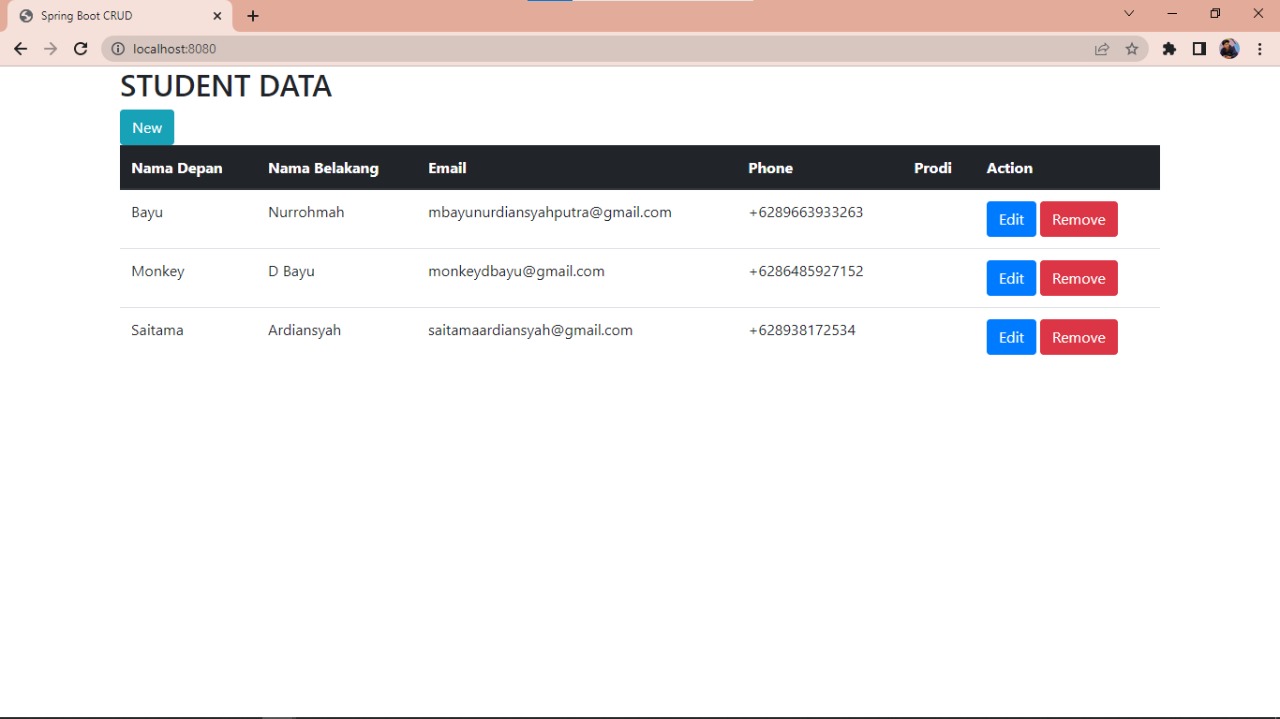 Spring Boot CRUD
localhost:8080
STUDENT DATA
New
Nama Depan Nama Belakang Email Phone Prodi Action
Bayu Nurrohmah mbayunurdiansyahputra@gmail.com +6289663933263 Edit Remove
Monkey D Bayu monkeydbayu@gmail.com +6286485927152 Edit Remove
Saitama Ardiansyah saitamaardiansyah@gmail.com +628938172534 Edit Remove